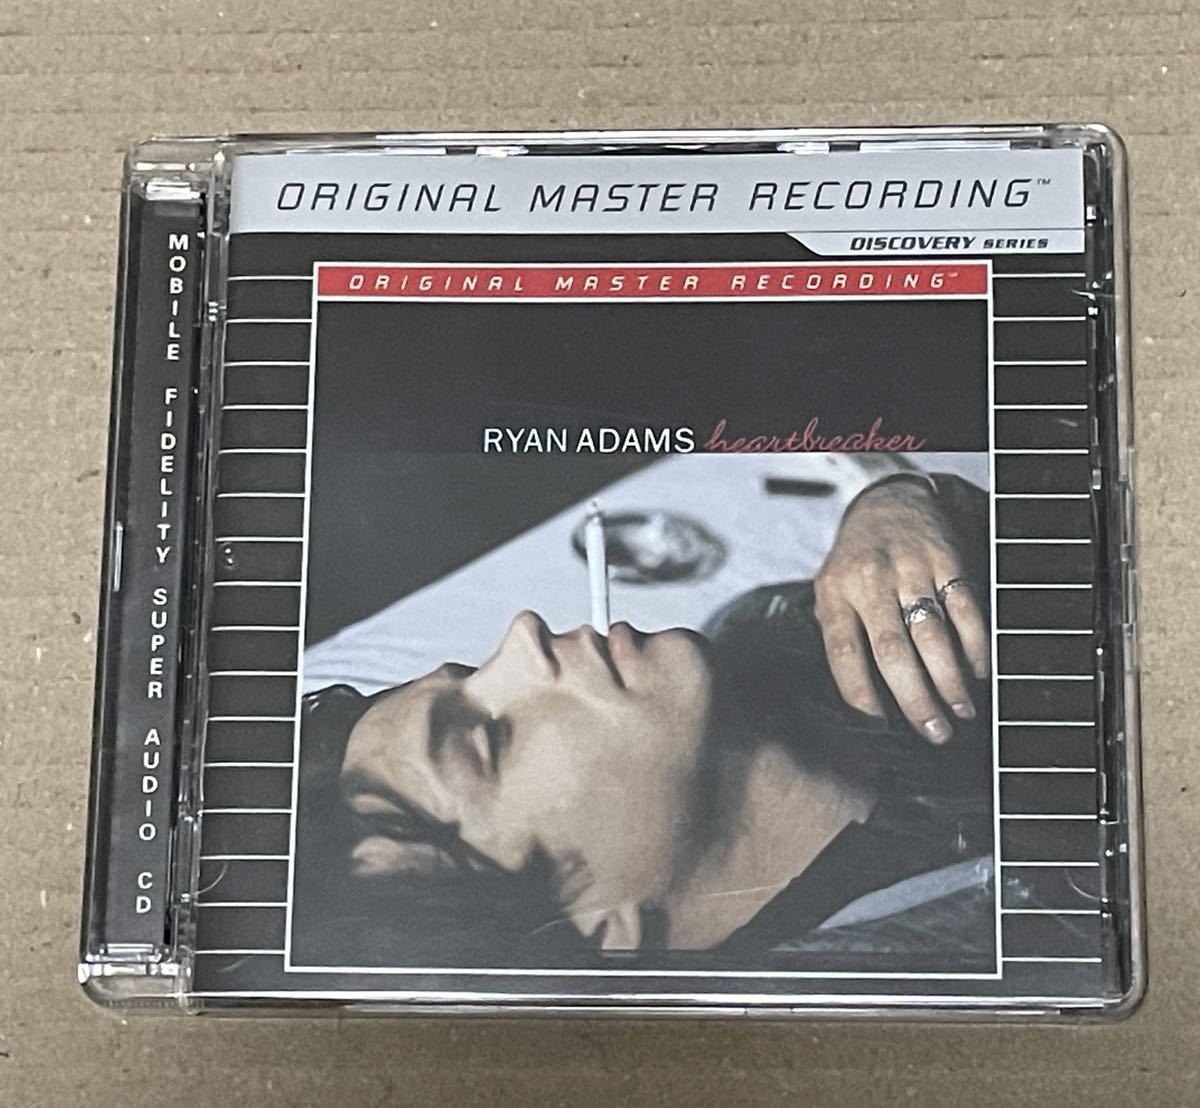 ORIGINAL MASTER RECORDING™
DISCOVERY SERIES
ORIGINAL MASTER RECORDING™
RYAN ADAMS heartbreaker
MOBILE FIDELITY SUPER AUDIO CD